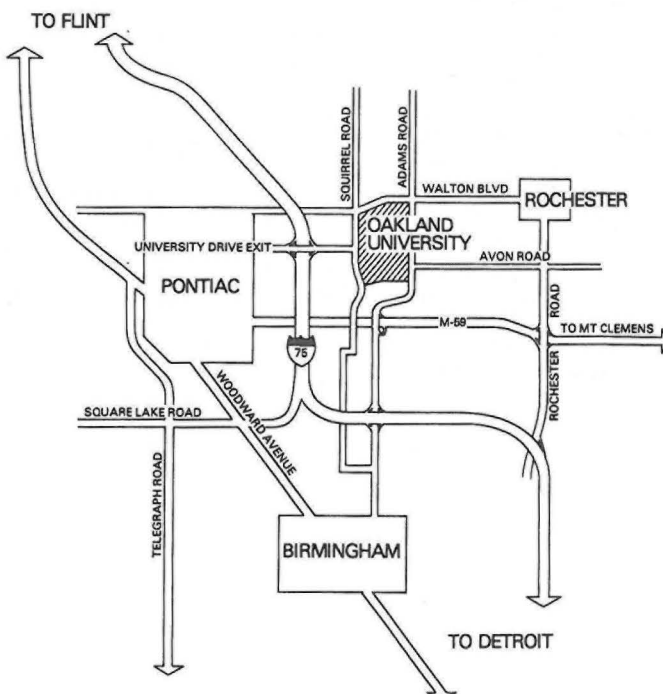 TO FLINT
SQUIRREL ROAD
ADAMS ROAD
WALTON BLVD
ROCHESTER
OAKLAND
UNIVERSITY
UNIVERSITY DRIVE EXIT
AVON ROAD
PONTIAC
M-59
TO MT CLEMENS
ROCHESTER ROAD
75
SQUARE LAKE ROAD
WOODWARD AVENUE
TELEGRAPH ROAD
BIRMINGHAM
TO DETROIT